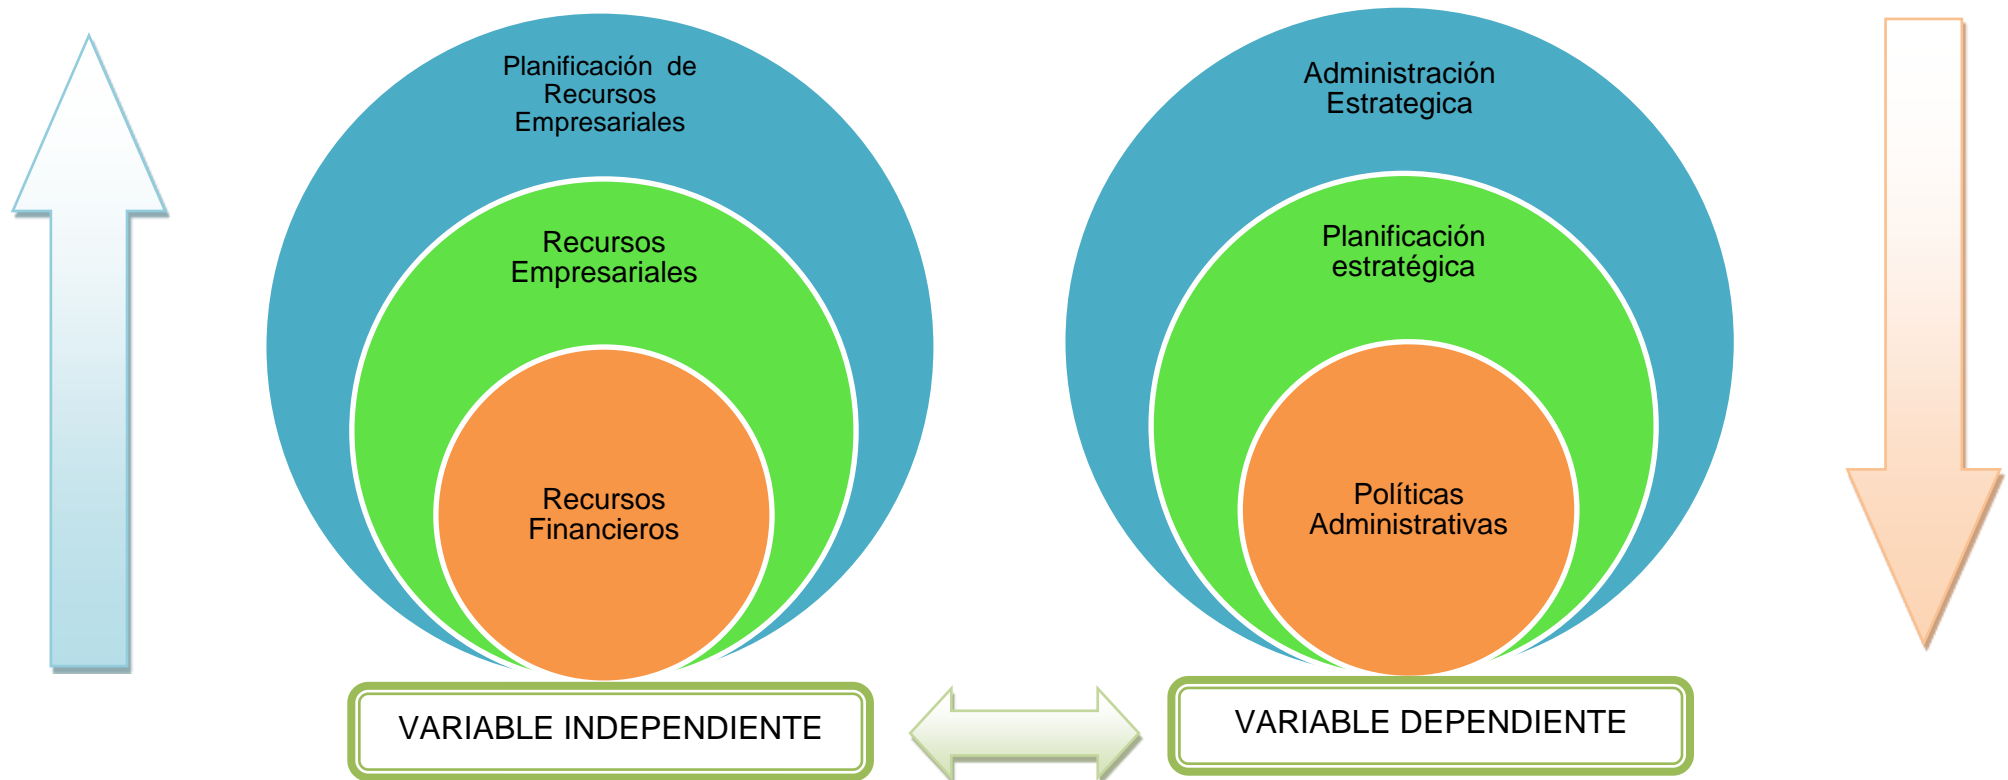 Planificación de
Recursos
Empresariales
Recursos
Empresariales
Recursos
Financieros
VARIABLE INDEPENDIENTE
Administración
Estrategica
Planificación
estratégica
Políticas
Administrativas
VARIABLE DEPENDIENTE